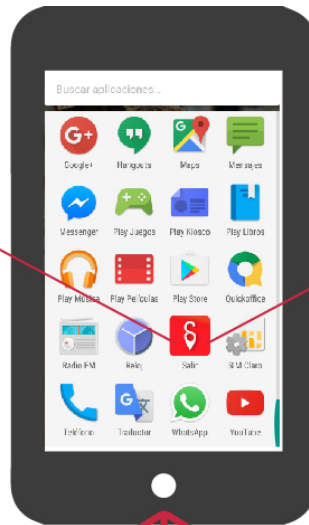 Buscar aplicaciones...
G+
G
Google+ Hangouts Maps Mensajes
Messenger Play Juegos Play Kiosco Play Libros
Play Música Play Películas Play Store Quickoffice
Radio FM Reloj Salir SIM Claro
G
Teléfono Traductor WhatsApp YouTube